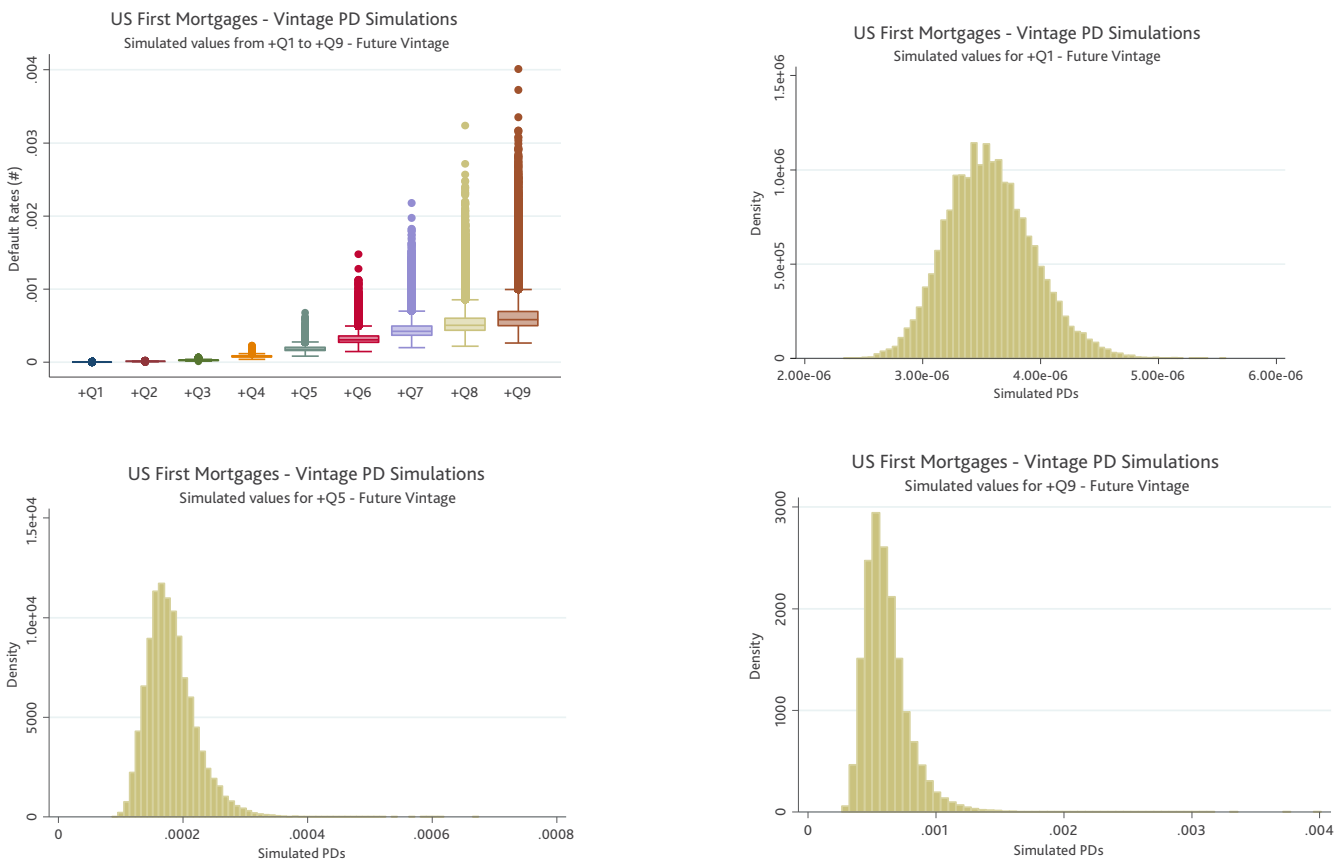 US First Mortgages - Vintage PD Simulations
Simulated values from +Q1 to +Q9 - Future Vintage
Default Rates (#)
.004
.003
.002
.001
0
+Q1 +Q2 +Q3 +Q4 +Q5 +Q6 +Q7 +Q8 +Q9
US First Mortgages - Vintage PD Simulations
Simulated values for +Q1 - Future Vintage
Density
1.5e+06
1.0e+06
5.0e+05
0
2.00e-06 3.00e-06 4.00e-06 5.00e-06 6.00e-06
Simulated PDs
US First Mortgages - Vintage PD Simulations
Simulated values for +Q5 - Future Vintage
Density
1.5e+04
1.0e+04
5000
0
0 .0002 .0004 .0006 .0008
Simulated PDs
US First Mortgages - Vintage PD Simulations
Simulated values for +Q9 - Future Vintage
Density
3000
2000
1000
0
0 .001 .002 .003 .004
Simulated PDs